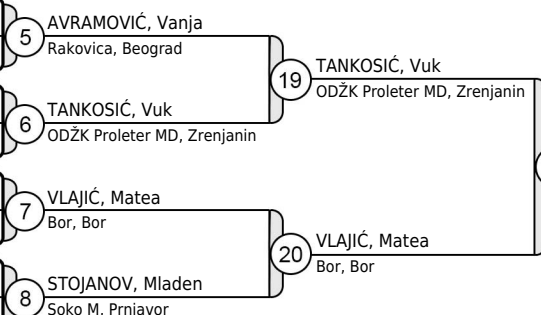 5
AVRAMOVIĆ, Vanja
Rakovica, Beograd
6
TANKOSIĆ, Vuk
ODŽK Proleter MD, Zrenjanin
19
TANKOSIĆ, Vuk
ODŽK Proleter MD, Zrenjanin
7
VLAJIĆ, Matea
Bor, Bor
8
STOJANOV, Mladen
Soko M, Prnjavor
20
VLAJIĆ, Matea
Bor, Bor